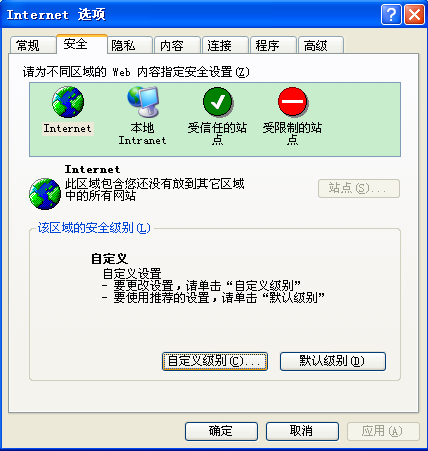 Internet 选项
常规
安全
隐私
内容
连接
程序
高级
请为不同区域的 Web 内容指定安全设置(Z)
Internet
本地
Intranet
受信任的站
点
受限制的站
点
Internet
此区域包含您还没有放到其它区域
中的所有网站
站点(S)...
该区域的安全级别(L)
自定义
自定义设置
- 要更改设置，请单击“自定义级别”
- 要使用推荐的设置，请单击“默认级别”
自定义级别(C)...
默认级别(D)
确定
取消
应用(A)